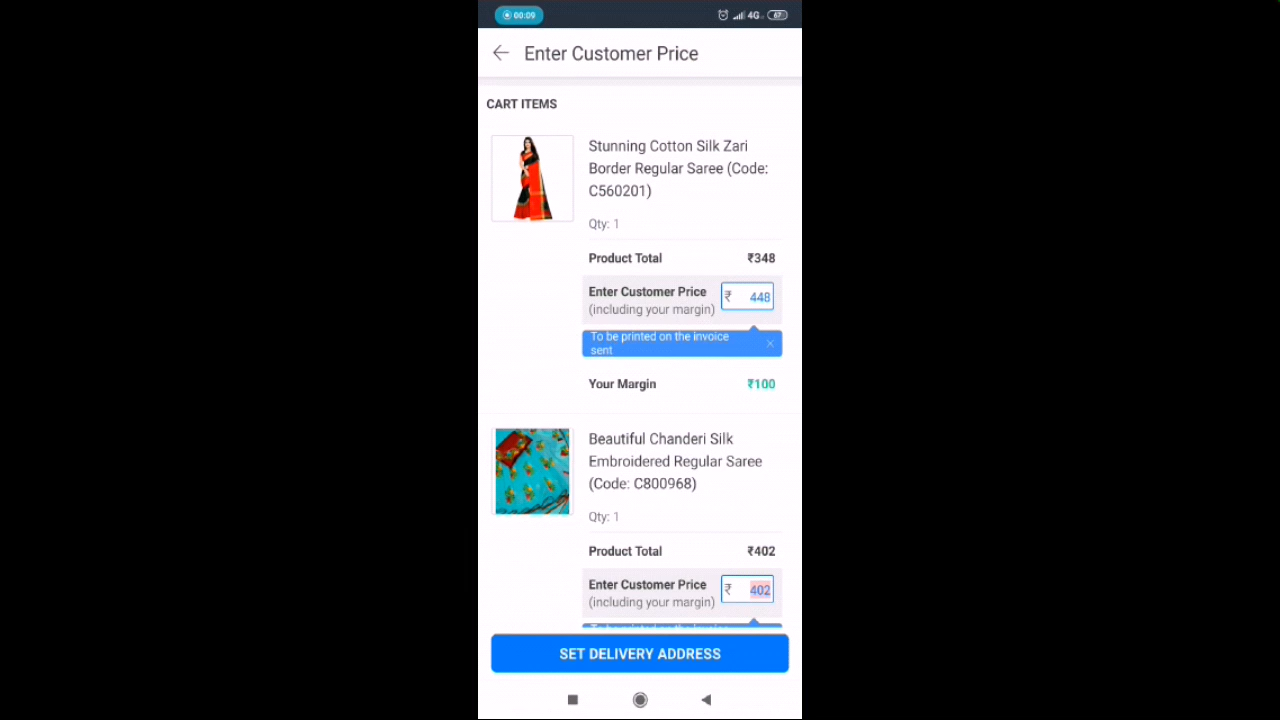 00:09 4G 67
Enter Customer Price
CART ITEMS
Stunning Cotton Silk Zari
Border Regular Saree (Code:
C560201)
Qty: 1
Product Total ₹348
Enter Customer Price ₹ 448
(including your margin)
To be printed on the invoice
sent
Your Margin ₹100
Beautiful Chanderi Silk
Embroidered Regular Saree
(Code: C800968)
Qty: 1
Product Total ₹402
Enter Customer Price ₹ 402
(including your margin)
SET DELIVERY ADDRESS